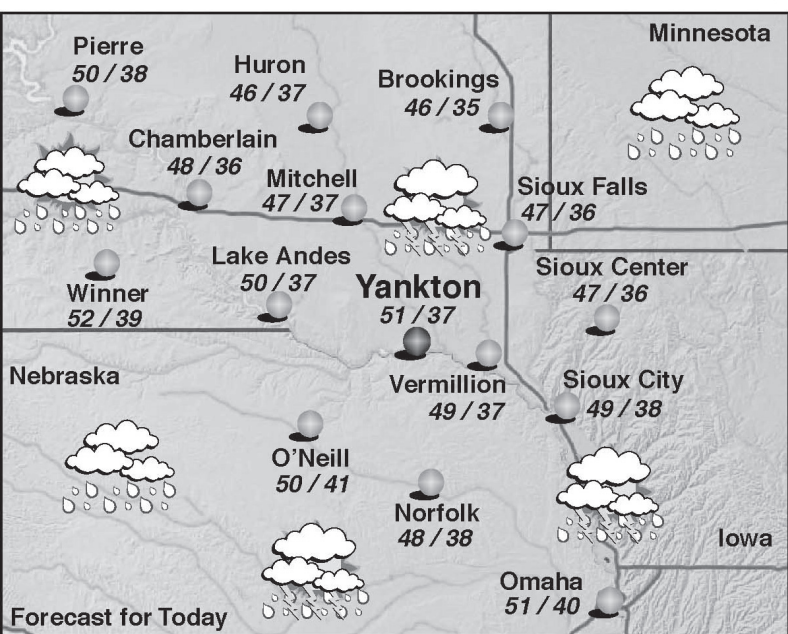 Minnesota
Pierre
50 / 38
Huron
46 / 37
Brookings
46 / 35
Chamberlain
48 / 36
Mitchell
47 / 37
Sioux Falls
47 / 36
Lake Andes
50 / 37
Winner
52 / 39
Yankton
51 / 37
Sioux Center
47 / 36
Nebraska
Vermillion
49 / 37
Sioux City
49 / 38
O'Neill
50 / 41
Norfolk
48 / 38
Iowa
Omaha
51 / 40
Forecast for Today